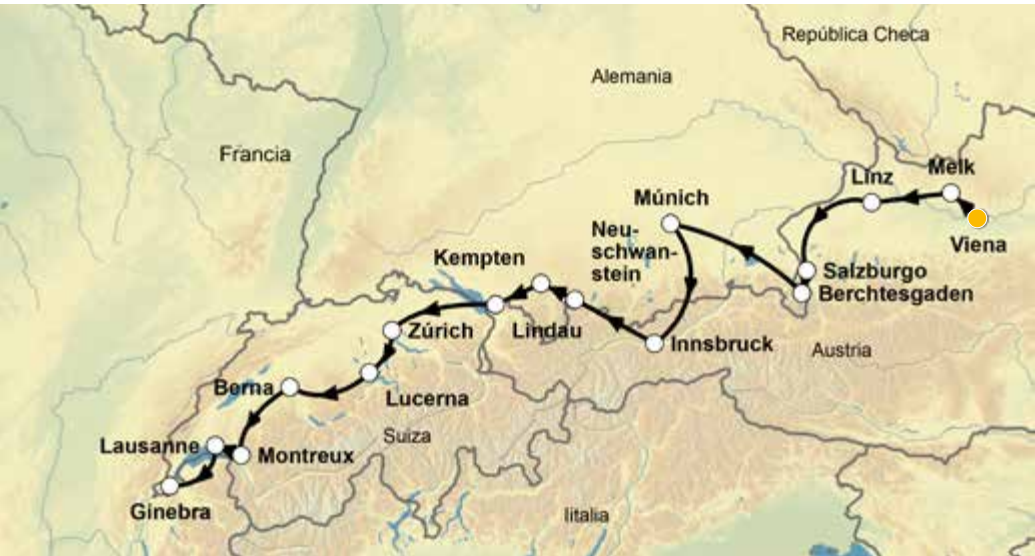 República Checa
Alemania
Francia
Melk
Linz
Múnich
Neu-
schwan-
stein
Viena
Kempten
Salzburgo
Berchtesgaden
Zúrich
Lindau
Innsbruck
Austria
Berna
Lucerna
Suiza
Lausanne
Montreux
Ginebra
Iitalia